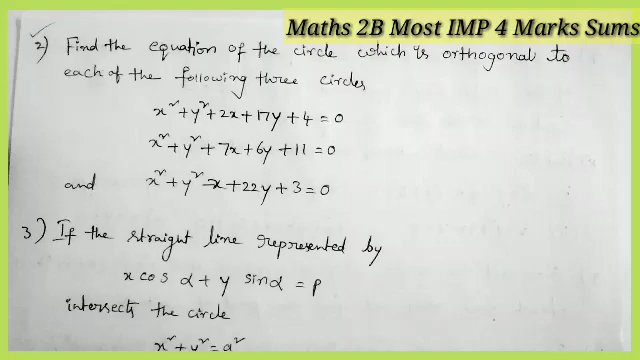 Maths 2B Most IMP 4 Marks Sums
2) Find the equation of the circle which is orthogonal to
each of the following three circles
x²+y²+2x+17y+4=0
x²+y²+7x+6y+11=0
and x²+y²-x+22y+3=0
3) If the straight line represented by
x cos α + y sinα = p
intersects the circle
x²+y²=a²